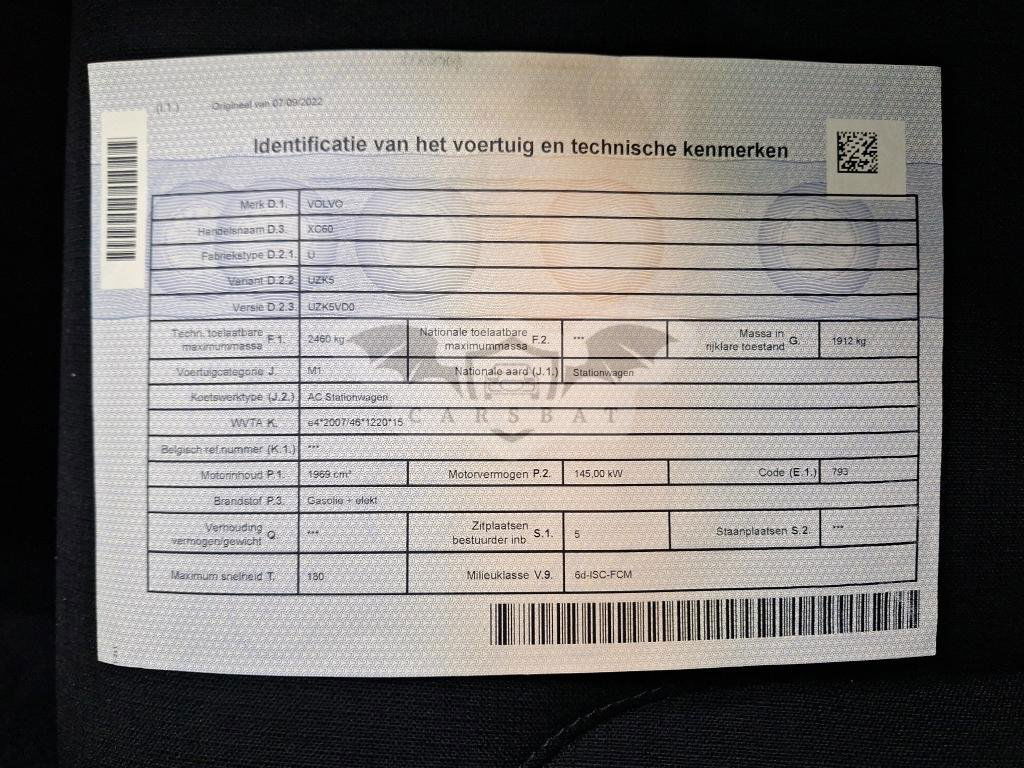 (I.1.) Origineel van 07/09/2022
Identificatie van het voertuig en technische kenmerken
Merk D.1. VOLVO
Handelsnaam D.3. XC60
Fabriekstype D.2.1. U
Variant D.2.2. UZK5
Versie D.2.3. UZK5VD0
Techn. toelaatbare maximummassa F.1. 2460 kg Nationale toelaatbare maximummassa F.2. *** Massa in rijklare toestand G. 1912 kg
Voertuigcategorie J. M1 Nationale aard (J.1.) Stationwagen
Koetswerktype (J.2.) AC Stationwagen
WVTA K. e4*2007/46*1220*15
Belgisch ref.nummer (K.1.) ***
Motorinhoud P.1. 1969 cm³ Motorvermogen P.2. 145,00 kW Code (E.1.) 793
Brandstof P.3. Gasolie + elekt
Verhouding vermogen/gewicht Q. *** Zitplaatsen bestuurder inb. S.1. 5 Staanplaatsen S.2. ***
Maximum snelheid T. 180 Milieuklasse V.9. 6d-ISC-FCM
CARSBAT